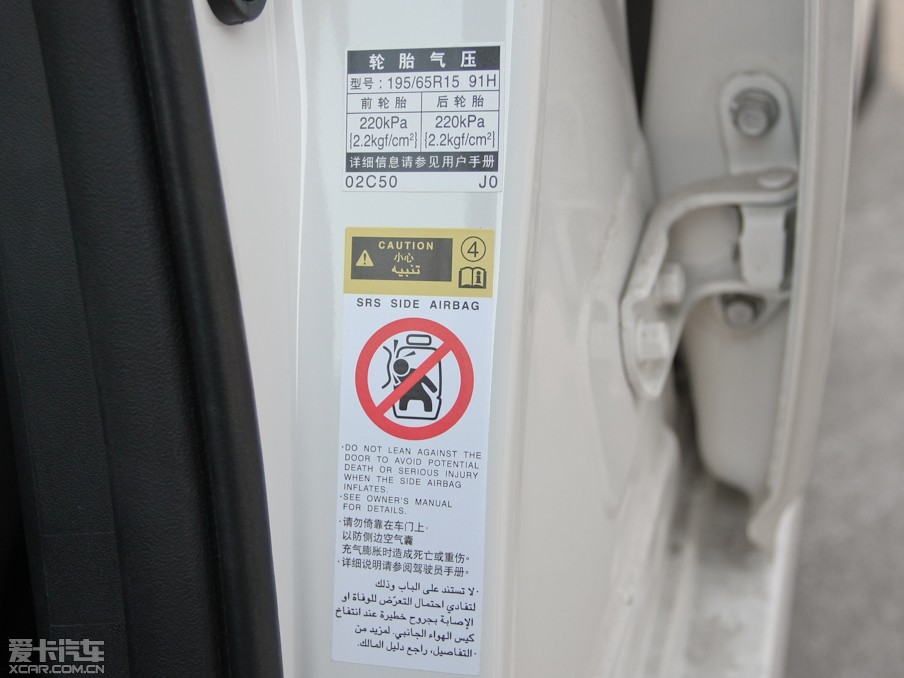 轮胎气压
型号：195/65R15 91H
前轮胎 后轮胎
220kPa 220kPa
{2.2kgf/cm²} {2.2kgf/cm²}
详细信息请参见用户手册
02C50 J0
CAUTION
小心
تنبيه
4
SRS SIDE AIRBAG
·DO NOT LEAN AGAINST THE
DOOR TO AVOID POTENTIAL
DEATH OR SERIOUS INJURY
WHEN THE SIDE AIRBAG
INFLATES.
·SEE OWNER'S MANUAL
FOR DETAILS.
·请勿倚靠在车门上。
以防侧边空气囊
充气膨胀时造成死亡或重伤。
·详细说明请参阅驾驶员手册。
·لا تستند على الباب وذلك
لتفادي احتمال التعرّض للوفاة او
الإصابة بجروح خطيرة عند انتفاخ
كيس الهواء الجانبي. لمزيد من
·التفاصيل، راجع دليل المالك.
爱卡汽车
XCAR.COM.CN